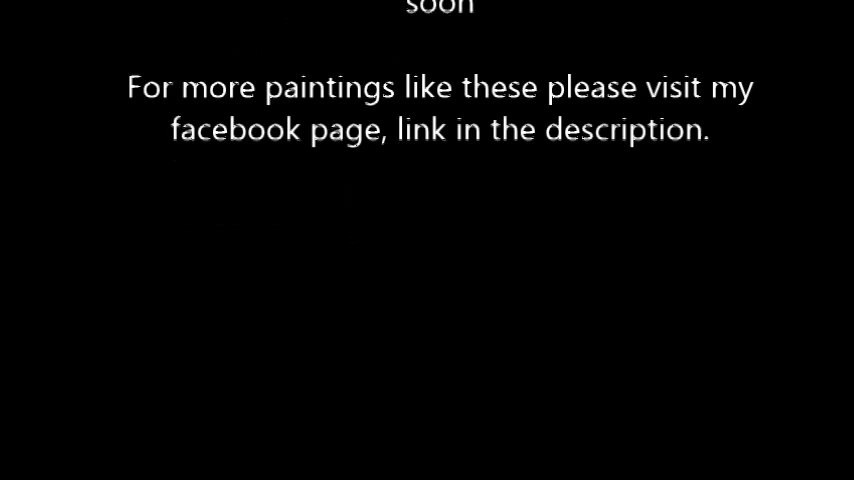 soon
For more paintings like these please visit my
facebook page, link in the description.